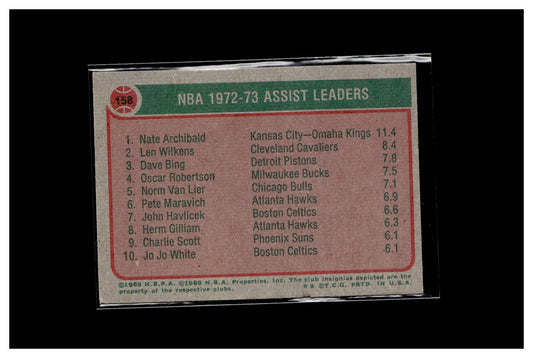 158
NBA 1972-73 ASSIST LEADERS
1. Nate Archibald Kansas City—Omaha Kings 11.4
2. Len Wilkens Cleveland Cavaliers 8.4
3. Dave Bing Detroit Pistons 7.8
4. Oscar Robertson Milwaukee Bucks 7.5
5. Norm Van Lier Chicago Bulls 7.1
6. Pete Maravich Atlanta Hawks 6.9
7. John Havlicek Boston Celtics 6.6
8. Herm Gilliam Atlanta Hawks 6.3
9. Charlie Scott Phoenix Suns 6.1
10. Jo Jo White Boston Celtics 6.1
©1969 N.B.P.A. ©1969 N.B.A. Properties, Inc. The club insignias depicted are the
property of the respective clubs. ©T.C.G. PRTD. IN U.S.A.